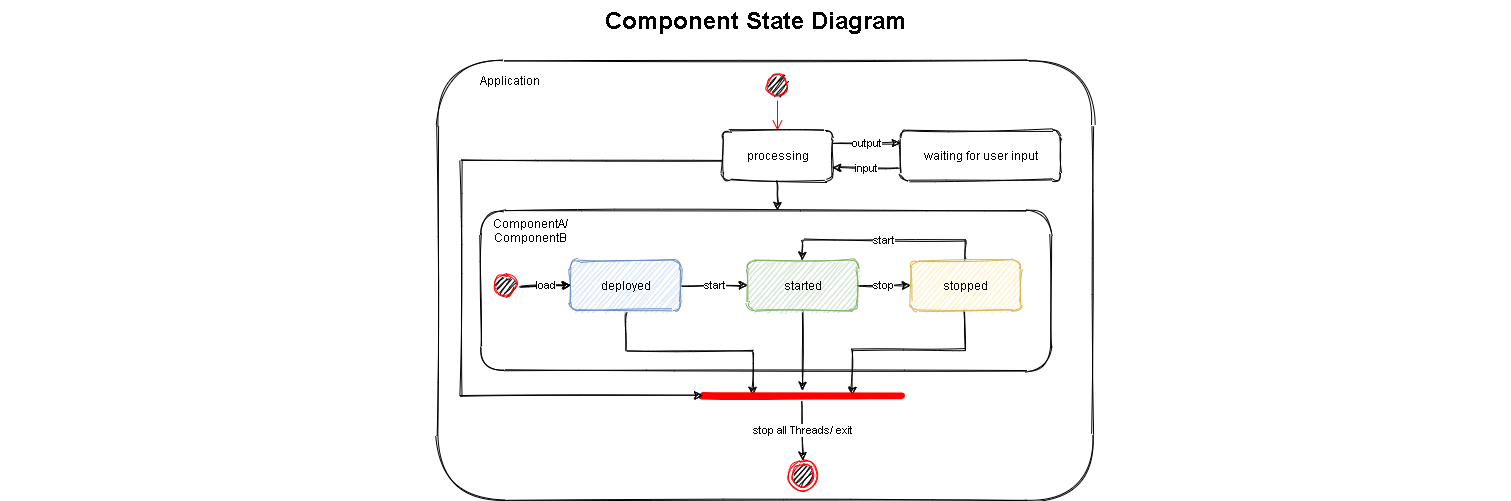 Component State Diagram
Application
processing
output
input
waiting for user input
ComponentA/
ComponentB
start
load
deployed
start
started
stop
stopped
stop all Threads/ exit